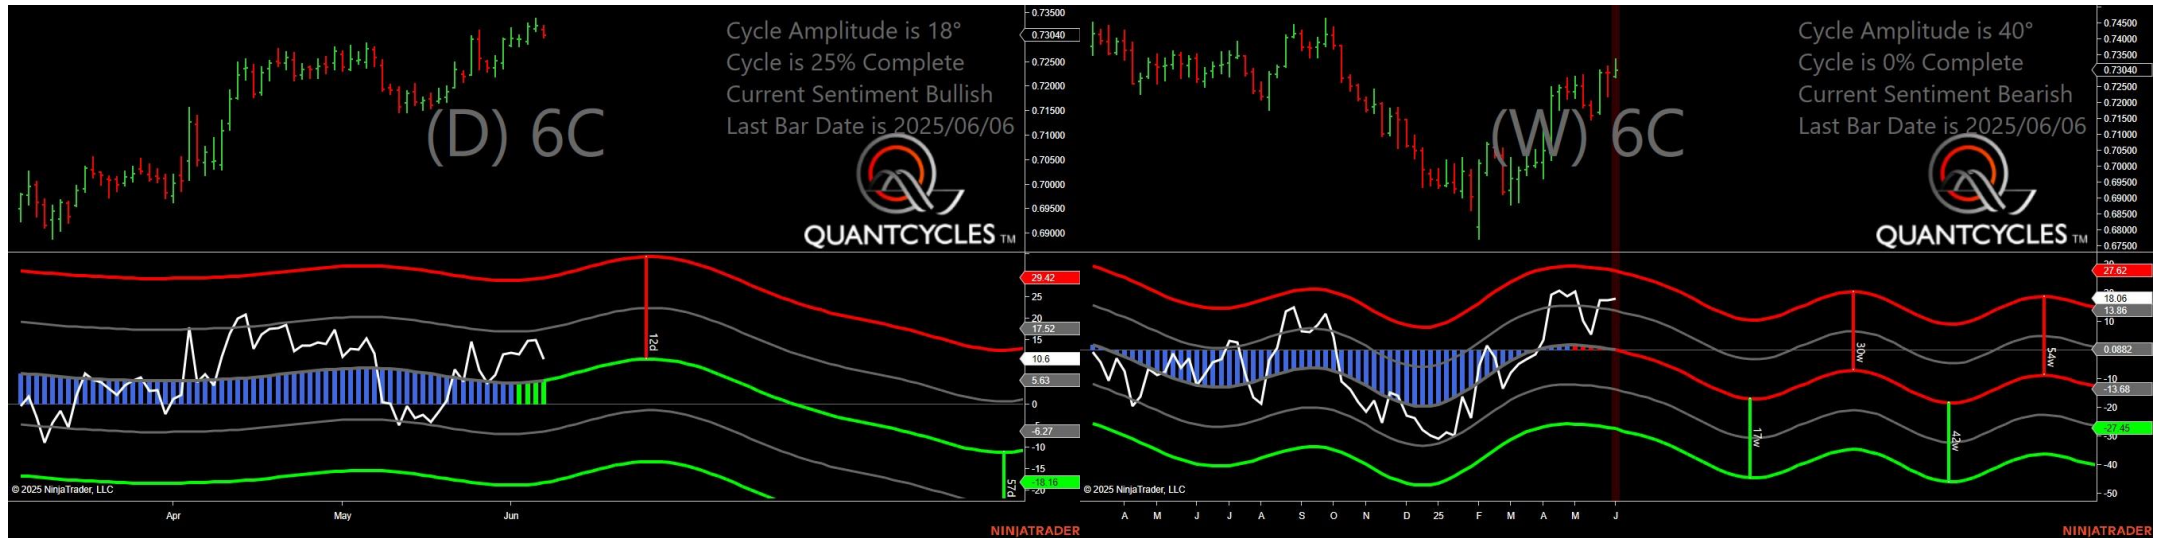 Cycle Amplitude is 18°
Cycle is 25% Complete
Current Sentiment Bullish
Last Bar Date is 2025/06/06
(D) 6C
QUANTCYCLES TM
0.73500
0.73040
0.72500
0.72000
0.71500
0.71000
0.70500
0.70000
0.69500
0.69000
29.42
25
20
17.52
15
10.6
5.63
0
-6.27
-10
-15
-18.16
-20
12d
57d
© 2025 NinjaTrader, LLC
Apr
May
Jun
NINJATRADER
Cycle Amplitude is 40°
Cycle is 0% Complete
Current Sentiment Bearish
Last Bar Date is 2025/06/06
(W) 6C
QUANTCYCLES TM
0.74500
0.74000
0.73500
0.73040
0.72500
0.72000
0.71500
0.71000
0.70500
0.70000
0.69500
0.69000
0.68500
0.68000
0.67500
27.62
18.06
13.86
10
0.0882
-10
-13.68
-20
-27.45
-30
-40
-50
30w
54w
17w
42w
© 2025 NinjaTrader, LLC
A M J J A S O N D 25 F M A M J
NINJATRADER